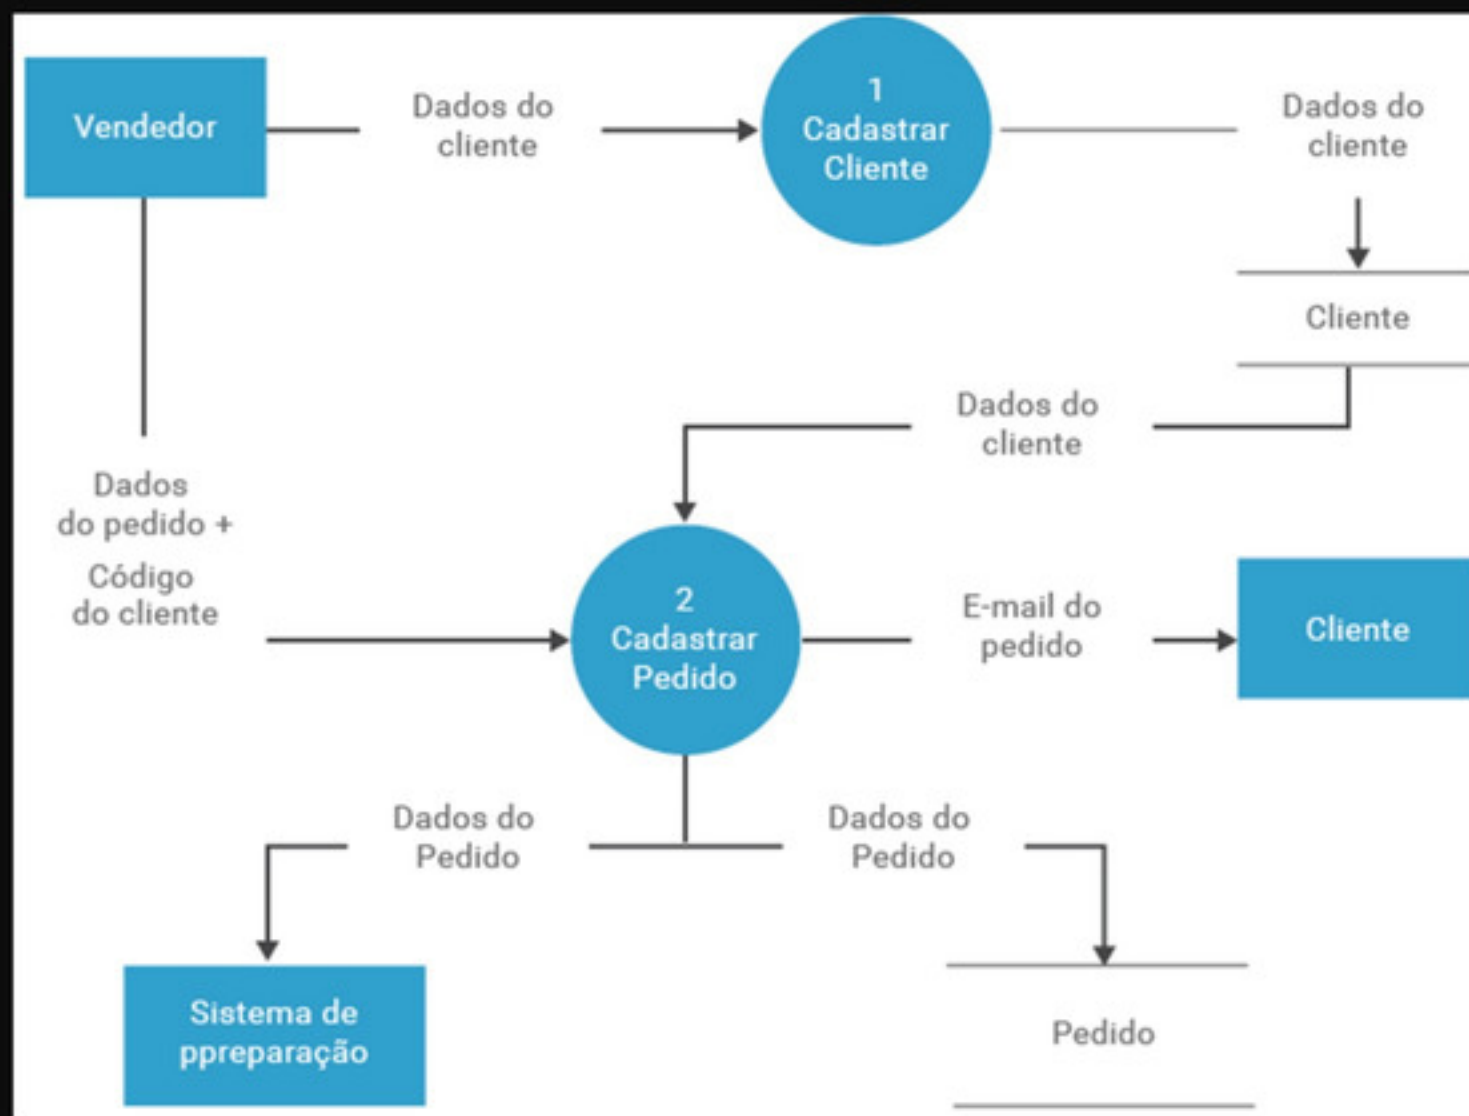 Vendedor
Dados do
cliente
1
Cadastrar
Cliente
Dados do
cliente
Cliente
Dados do
cliente
Dados
do pedido +
Código
do cliente
2
Cadastrar
Pedido
E-mail do
pedido
Cliente
Dados do
Pedido
Dados do
Pedido
Sistema de
ppreparação
Pedido